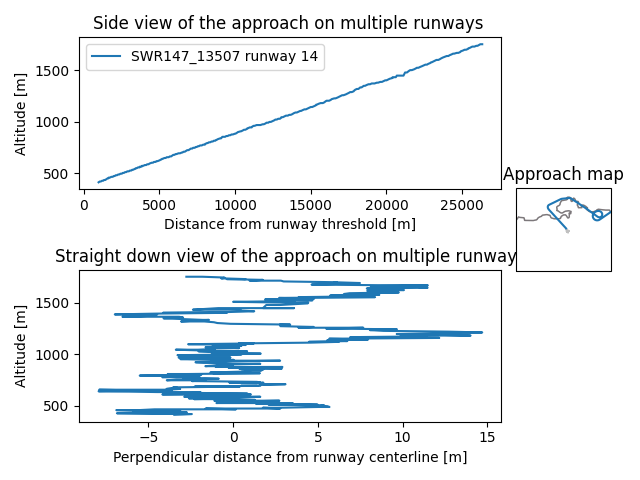 Side view of the approach on multiple runways
SWR147_13507 runway 14
Altitude [m]
1500
1000
500
0 5000 10000 15000 20000 25000
Distance from runway threshold [m]
Approach map
Straight down view of the approach on multiple runway
Altitude [m]
1500
1000
500
−5 0 5 10 15
Perpendicular distance from runway centerline [m]